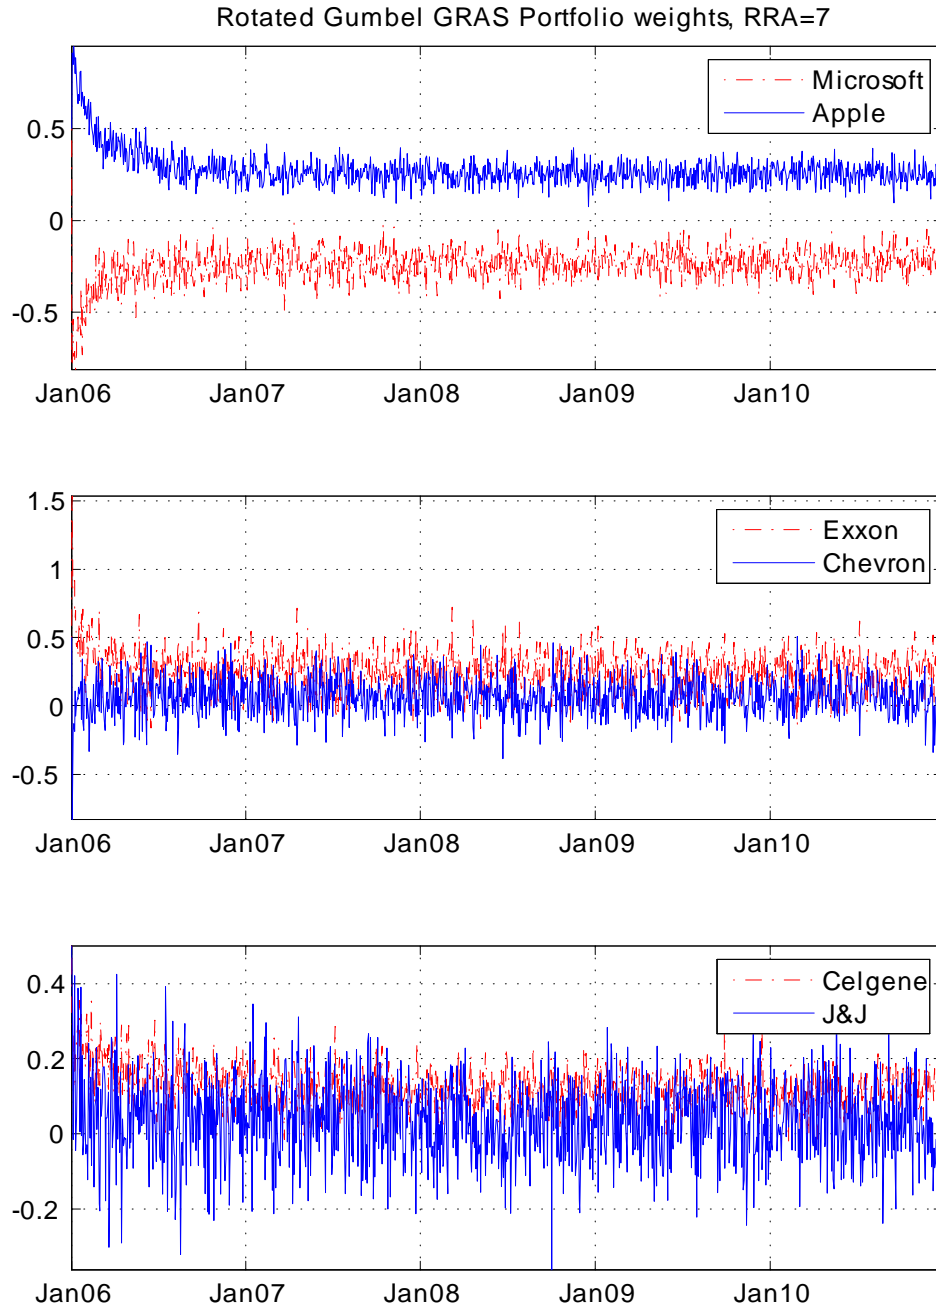 Rotated Gumbel GRAS Portfolio weights, RRA=7
Microsoft
Apple
0.5
0
-0.5
Jan06 Jan07 Jan08 Jan09 Jan10
1.5
Exxon
Chevron
1
0.5
0
-0.5
Jan06 Jan07 Jan08 Jan09 Jan10
Celgene
0.4
J&J
0.2
0
-0.2
Jan06 Jan07 Jan08 Jan09 Jan10